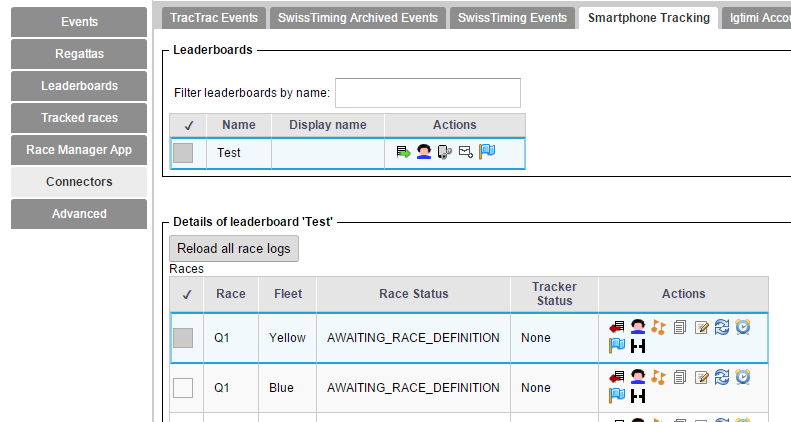 Events
Regattas
Leaderboards
Tracked races
Race Manager App
Connectors
Advanced
TracTrac Events
SwissTiming Archived Events
SwissTiming Events
Smartphone Tracking
Igtimi Accou
Leaderboards
Filter leaderboards by name:
✓ Name Display name Actions
Test
Details of leaderboard 'Test'
Reload all race logs
Races
✓ Race Fleet Race Status Tracker Status Actions
Q1 Yellow AWAITING_RACE_DEFINITION None
Q1 Blue AWAITING_RACE_DEFINITION None